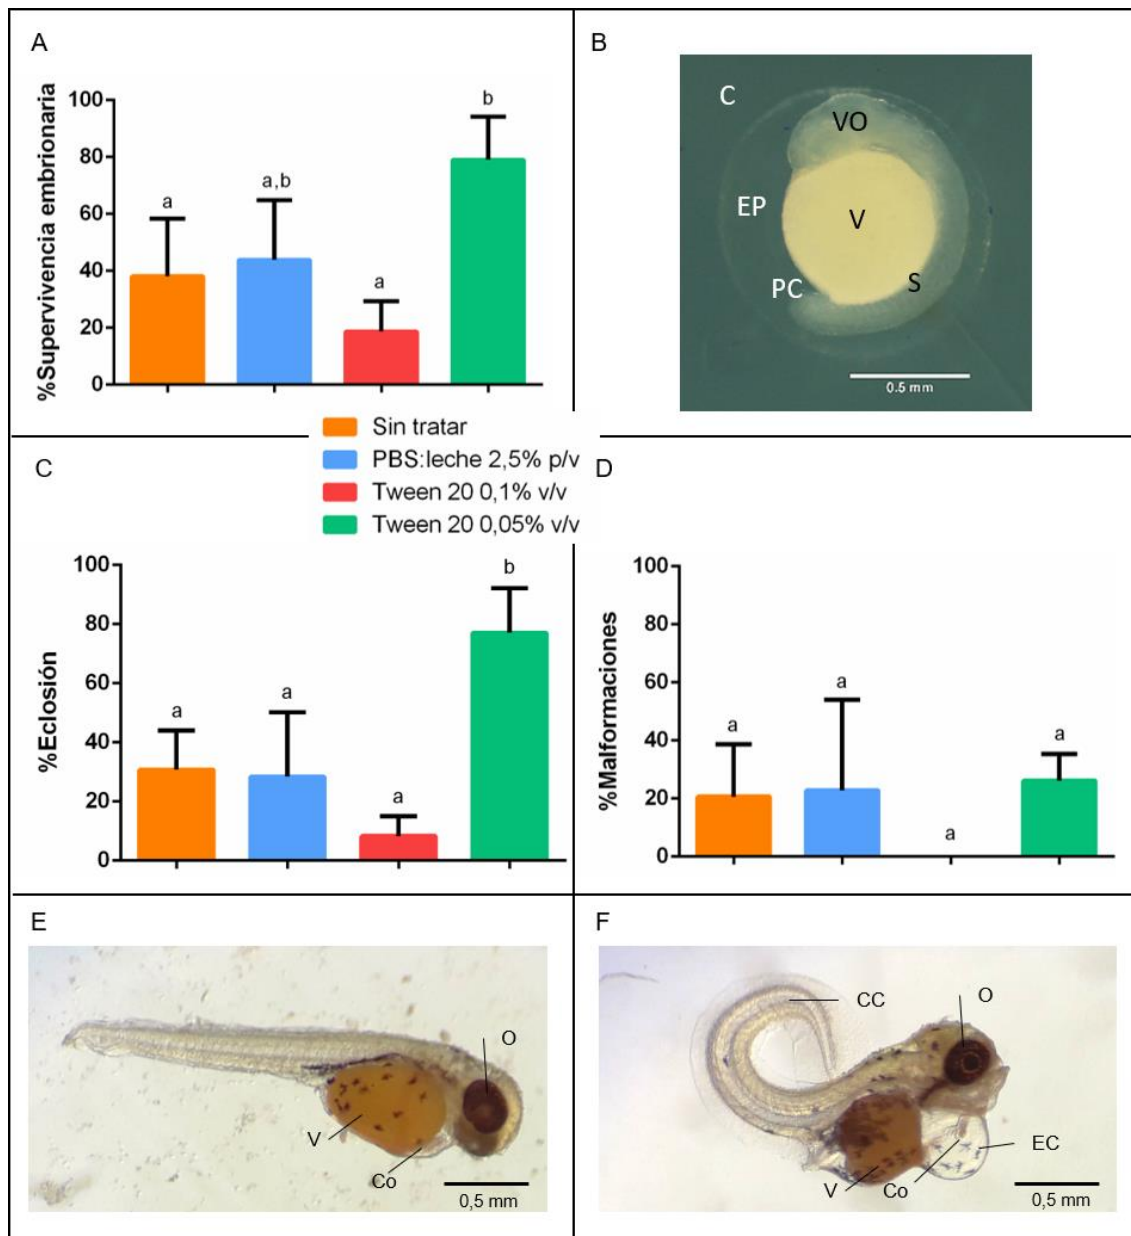 A
%Supervivencia embrionaria
100
80
60
40
20
0
a
a,b
a
b
B
C
VO
EP
V
PC
S
0.5 mm
Sin tratar
PBS:leche 2,5% p/v
Tween 20 0,1% v/v
Tween 20 0,05% v/v
C
%Eclosión
100
80
60
40
20
0
a
a
a
b
D
%Malformaciones
100
80
60
40
20
0
a
a
a
a
E
O
V
Co
0,5 mm
F
CC
O
EC
V
Co
0,5 mm